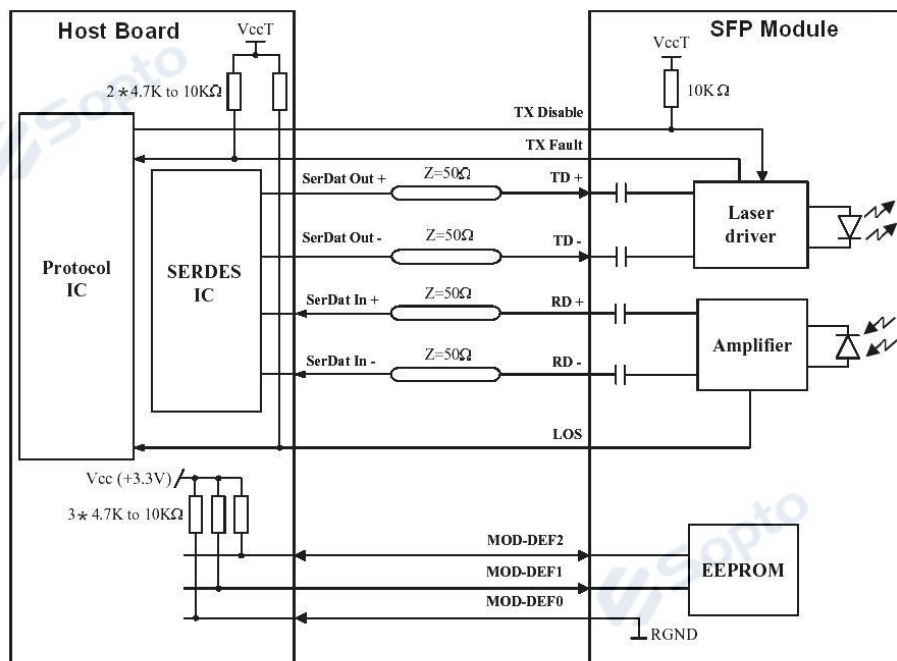 Host Board
SFP Module
VccT
VccT
2*4.7K to 10KΩ
10KΩ
TX Disable
TX Fault
SerDat Out +
Z=50Ω
TD +
SerDat Out -
Z=50Ω
TD -
Laser
driver
Protocol
IC
SERDES
IC
SerDat In +
Z=50Ω
RD +
SerDat In -
Z=50Ω
RD -
Amplifier
LOS
Vcc (+3.3V)
3*4.7K to 10KΩ
MOD-DEF2
MOD-DEF1
MOD-DEF0
EEPROM
RGND
Sopto
Sopto